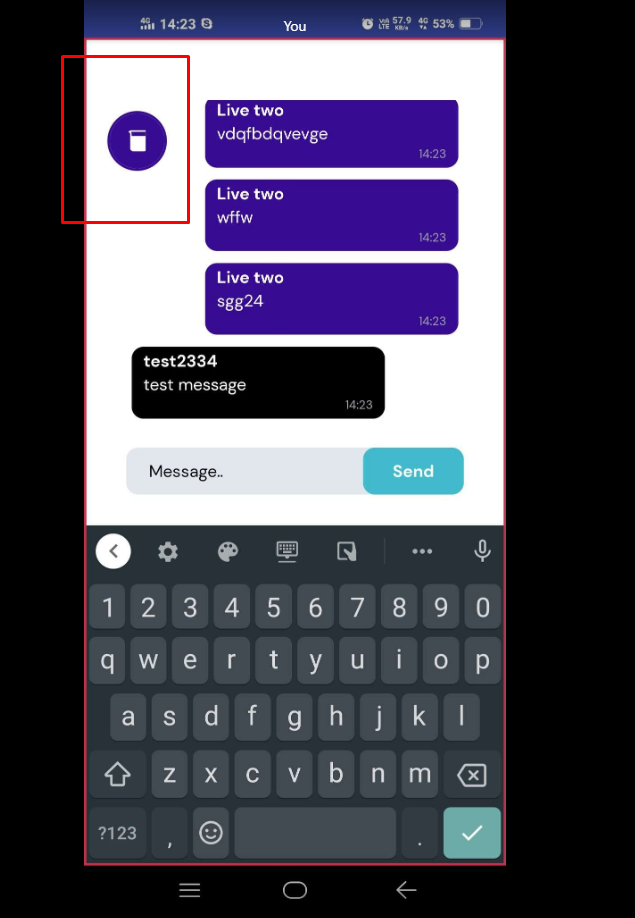 4G 14:23 You VoLTE LTE 57.9 KB/s 4G 53%
Live two
vdqfbdqvevge
14:23
Live two
wffw
14:23
Live two
sgg24
14:23
test2334
test message
14:23
Message.. Send
1 2 3 4 5 6 7 8 9 0
q w e r t y u i o p
a s d f g h j k l
z x c v b n m
?123 , .